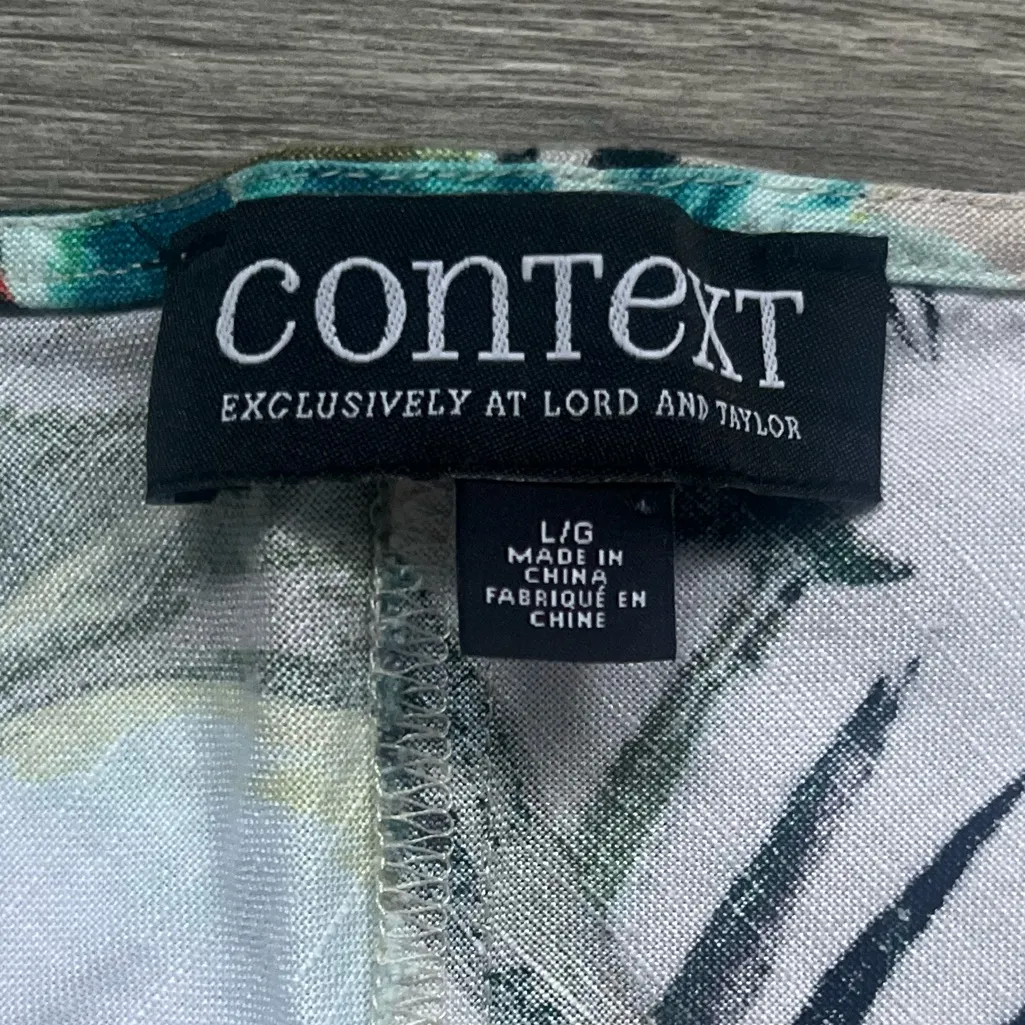 conTeXT
EXCLUSIVELY AT LORD AND TAYLOR
L/G
MADE IN
CHINA
FABRIQUÉ EN
CHINE